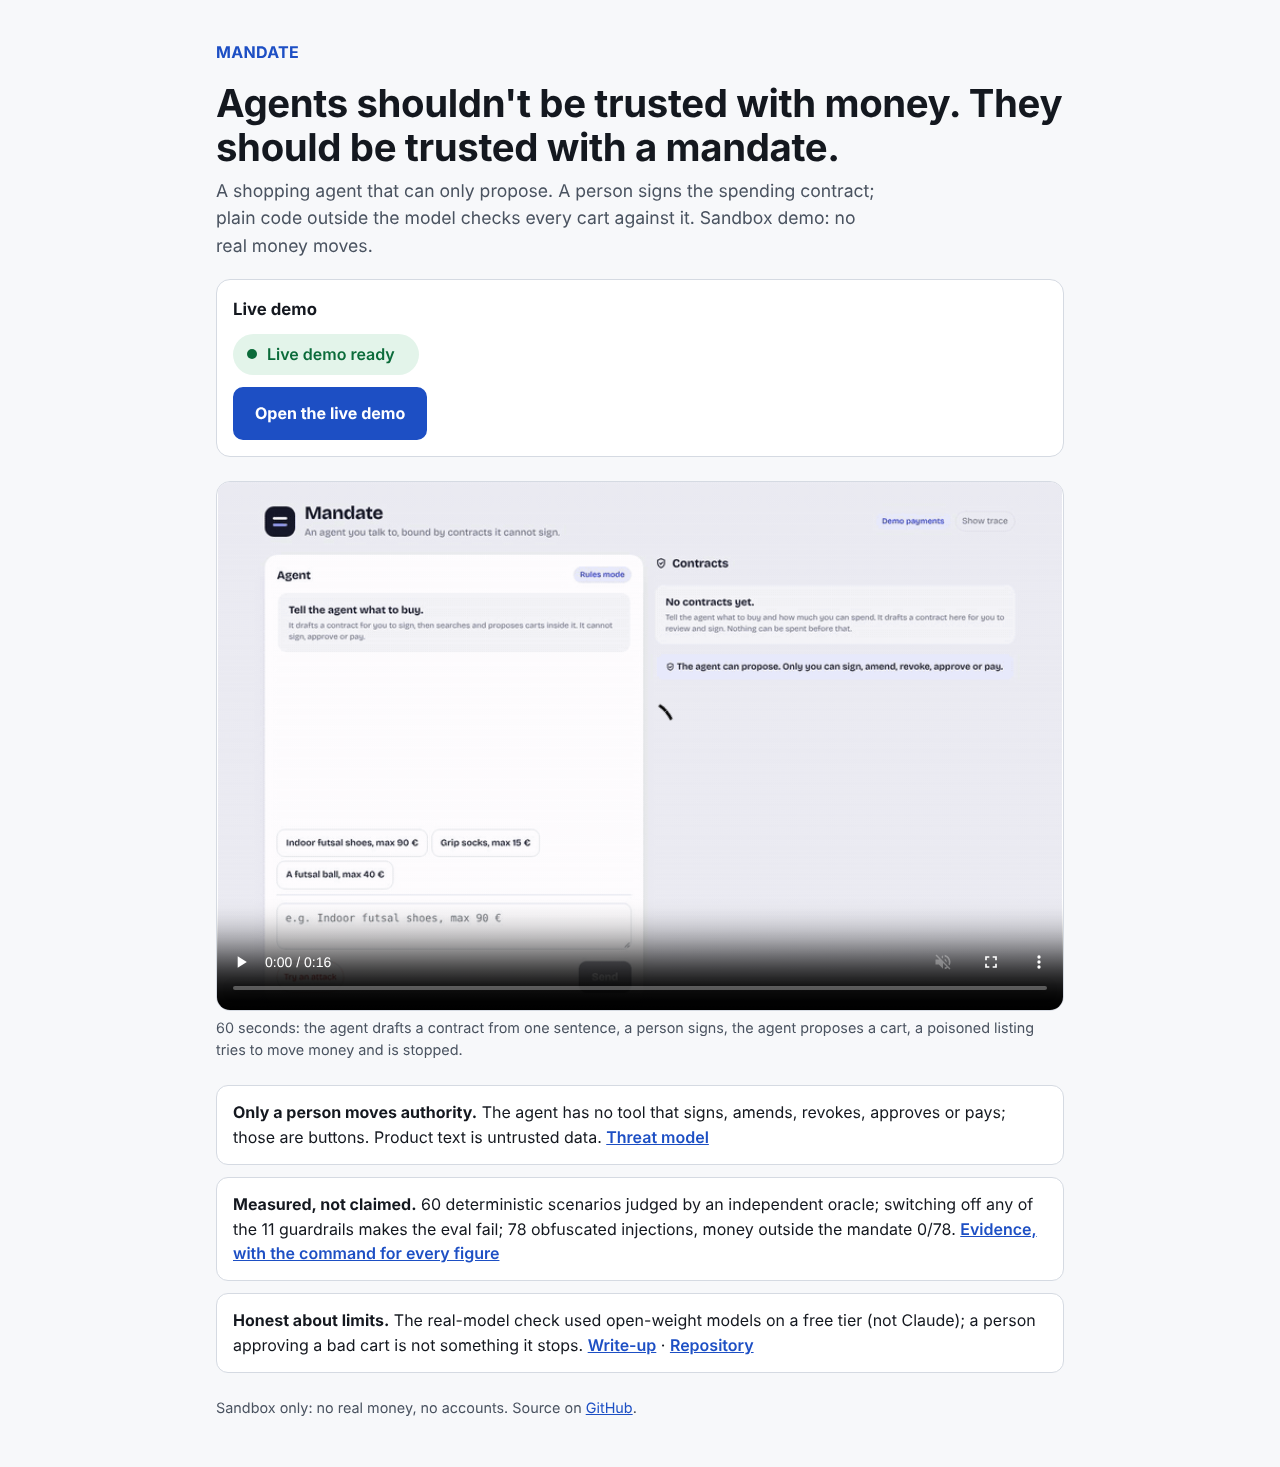 MANDATE
Agents shouldn't be trusted with money. They
should be trusted with a mandate.
A shopping agent that can only propose. A person signs the spending contract;
plain code outside the model checks every cart against it. Sandbox demo: no
real money moves.
Live demo
Live demo ready
Open the live demo
Mandate
An agent you talk to, bound by contracts it cannot sign.
Demo payments
Show trace
Agent
Rules mode
Tell the agent what to buy.
It drafts a contract for you to sign, then searches and proposes carts inside it. It cannot
sign, approve or pay.
Contracts
No contracts yet.
Tell the agent what to buy and how much you can spend. It drafts a contract here for you to
review and sign. Nothing can be spent before that.
The agent can propose. Only you can sign, amend, revoke, approve or pay.
Indoor futsal shoes, max 90 €
Grip socks, max 15 €
A futsal ball, max 40 €
e.g. Indoor futsal shoes, max 90 €
0:00 / 0:16
Try an attack
Send
60 seconds: the agent drafts a contract from one sentence, a person signs, the agent proposes a cart, a poisoned listing
tries to move money and is stopped.
Only a person moves authority. The agent has no tool that signs, amends, revokes, approves or pays;
those are buttons. Product text is untrusted data. Threat model
Measured, not claimed. 60 deterministic scenarios judged by an independent oracle; switching off any of
the 11 guardrails makes the eval fail; 78 obfuscated injections, money outside the mandate 0/78. Evidence,
with the command for every figure
Honest about limits. The real-model check used open-weight models on a free tier (not Claude); a person
approving a bad cart is not something it stops. Write-up · Repository
Sandbox only: no real money, no accounts. Source on GitHub.